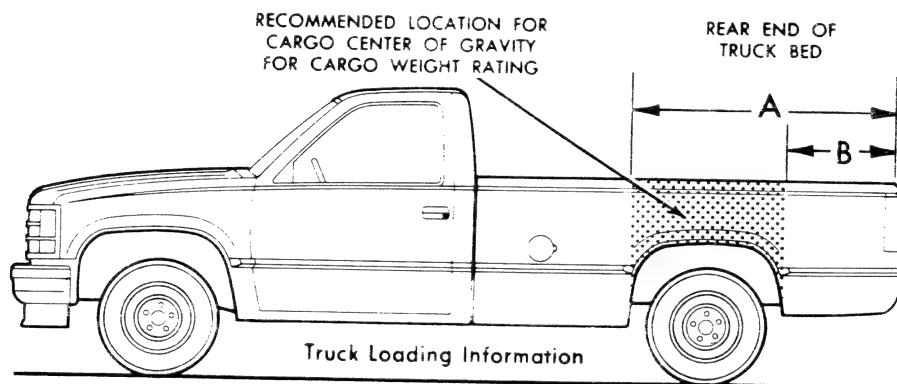 RECOMMENDED LOCATION FOR
CARGO CENTER OF GRAVITY
FOR CARGO WEIGHT RATING
REAR END OF
TRUCK BED
A
B
Truck Loading Information